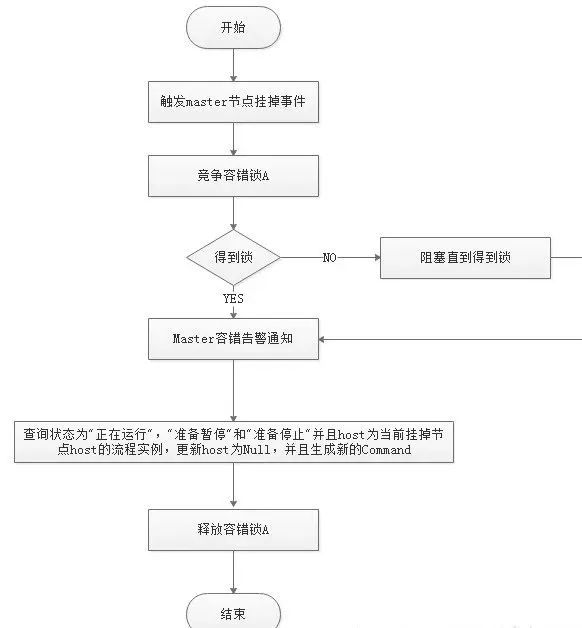 开始
触发master节点挂掉事件
竞争容错锁A
得到锁
NO
阻塞直到得到锁
YES
Master容错告警通知
查询状态为"正在运行"，"准备暂停"和"准备停止"并且host为当前挂掉节
点host的流程实例，更新host为Null，并且生成新的Command
释放容错锁A
结束